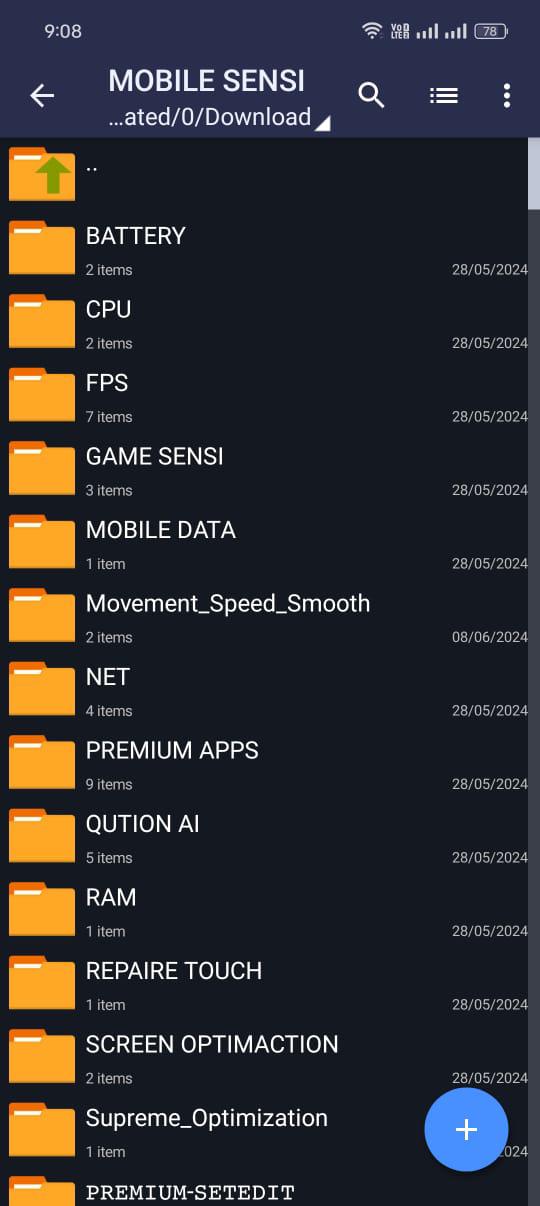 9:08
VoD LTED
78
MOBILE SENSI
...ated/0/Download
..
BATTERY
2 items
28/05/2024
CPU
2 items
28/05/2024
FPS
7 items
28/05/2024
GAME SENSI
3 items
28/05/2024
MOBILE DATA
1 item
28/05/2024
Movement_Speed_Smooth
2 items
08/06/2024
NET
4 items
28/05/2024
PREMIUM APPS
9 items
28/05/2024
QUTION AI
5 items
28/05/2024
RAM
1 item
28/05/2024
REPAIRE TOUCH
1 item
28/05/2024
SCREEN OPTIMACTION
2 items
28/05/2024
Supreme_Optimization
1 item
PREMIUM-SETEDIT